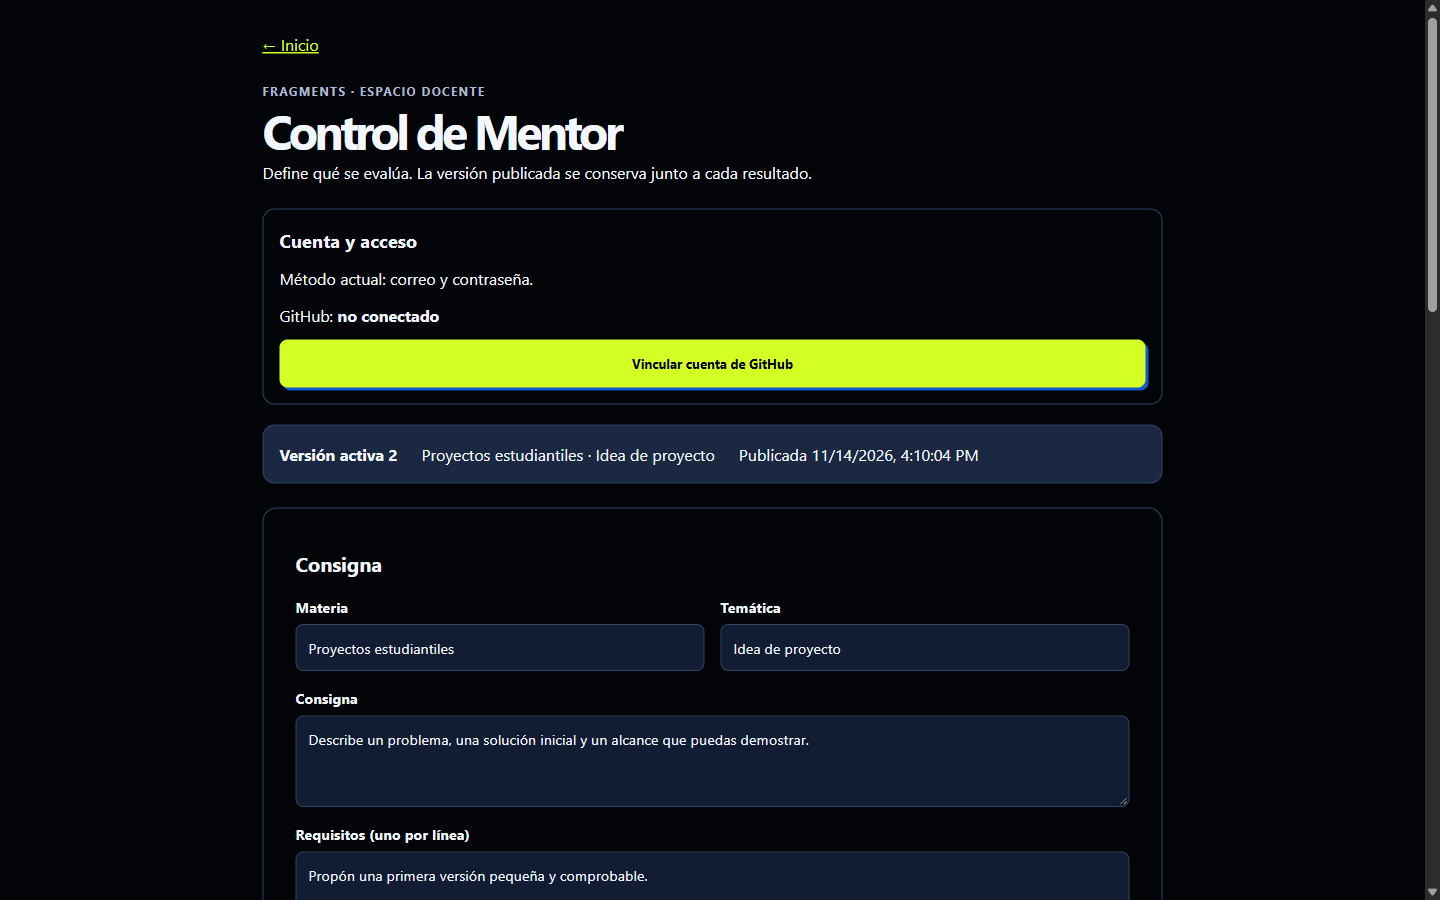 ← Inicio
FRAGMENTS · ESPACIO DOCENTE
Control de Mentor
Define qué se evalúa. La versión publicada se conserva junto a cada resultado.
Cuenta y acceso
Método actual: correo y contraseña.
GitHub: no conectado
Vincular cuenta de GitHub
Versión activa 2 Proyectos estudiantiles · Idea de proyecto Publicada 11/14/2026, 4:10:04 PM
Consigna
Materia Temática
Proyectos estudiantiles Idea de proyecto
Consigna
Describe un problema, una solución inicial y un alcance que puedas demostrar.
Requisitos (uno por línea)
Propón una primera versión pequeña y comprobable.